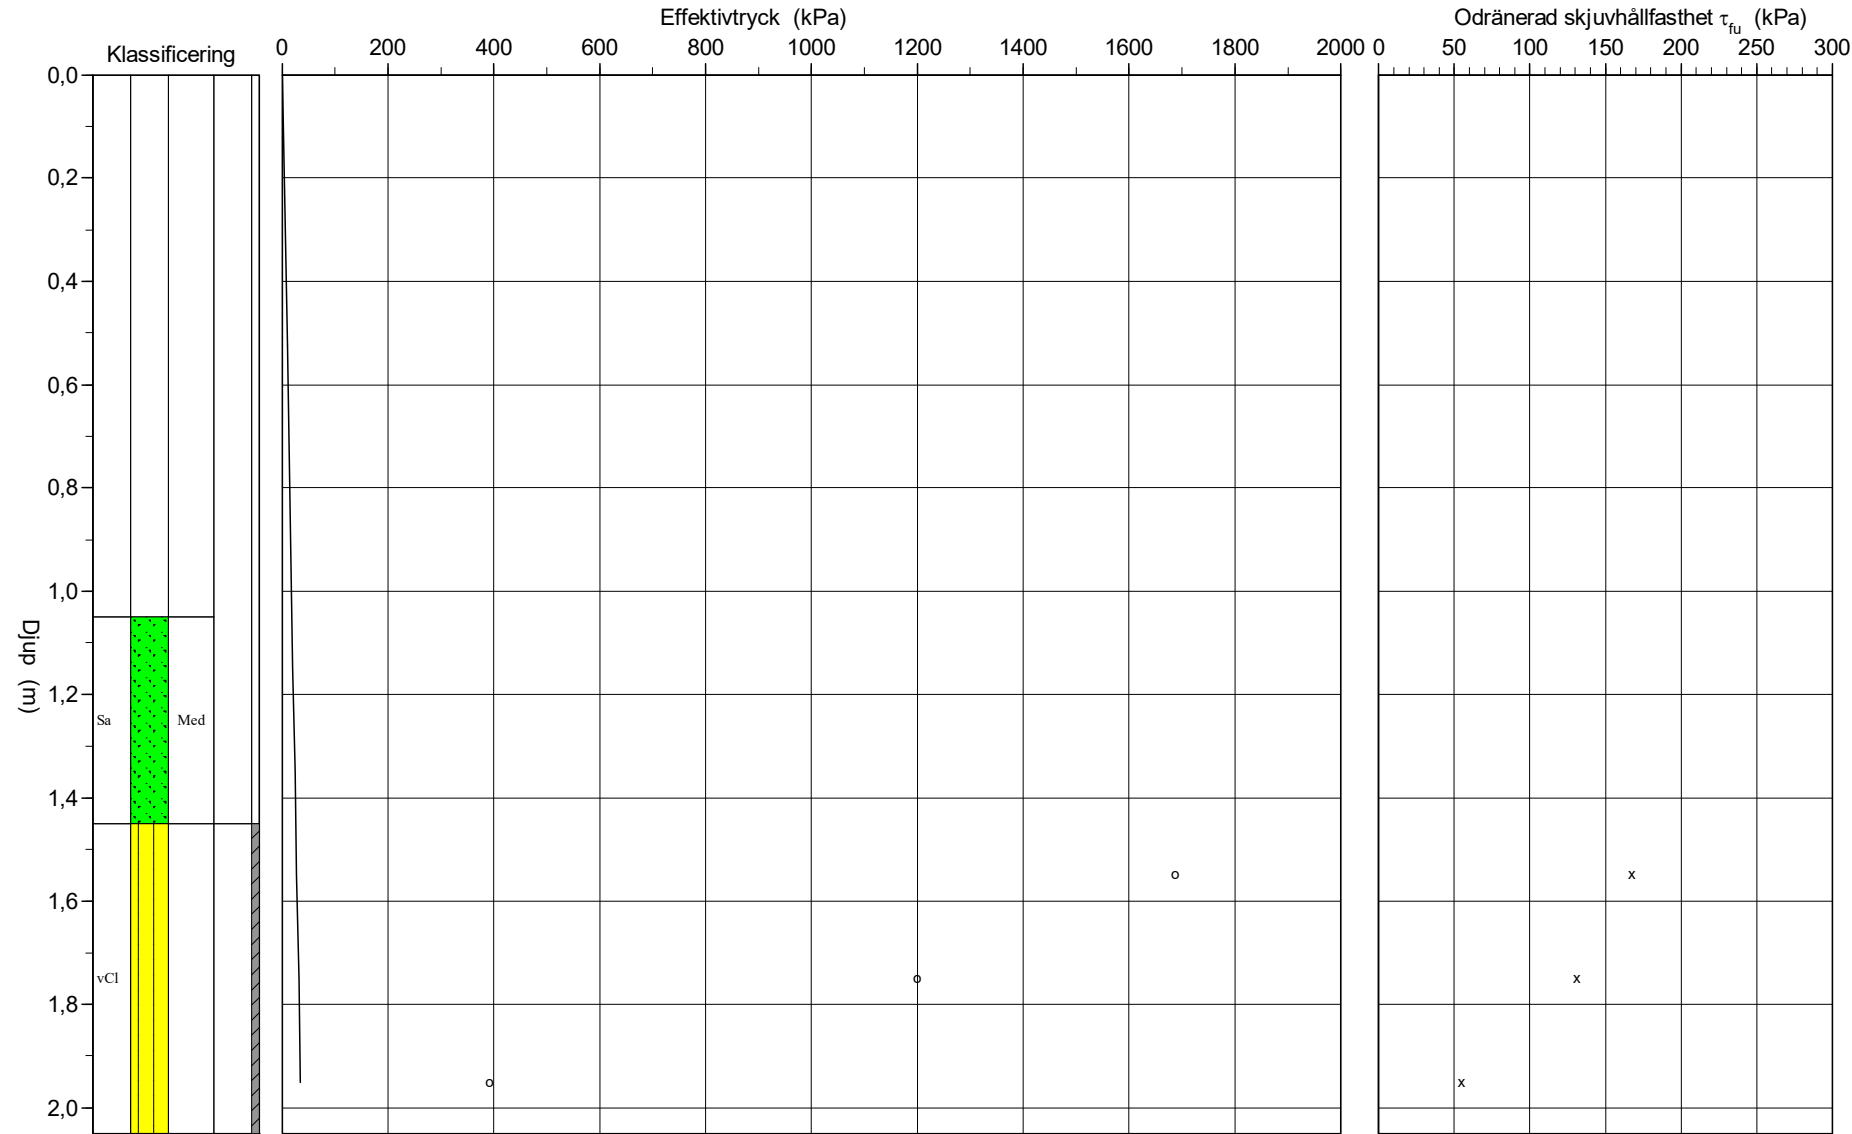 Effektivtryck (kPa)
Odränerad skjuvhållfasthet τfu (kPa)
Klassificering
0 200 400 600 800 1000 1200 1400 1600 1800 2000
0 50 100 150 200 250 300
0,0
0,2
0,4
0,6
0,8
1,0
Djup (m)
1,2
Sa Med
1,4
o x
1,6
vCl o x
1,8
o x
2,0